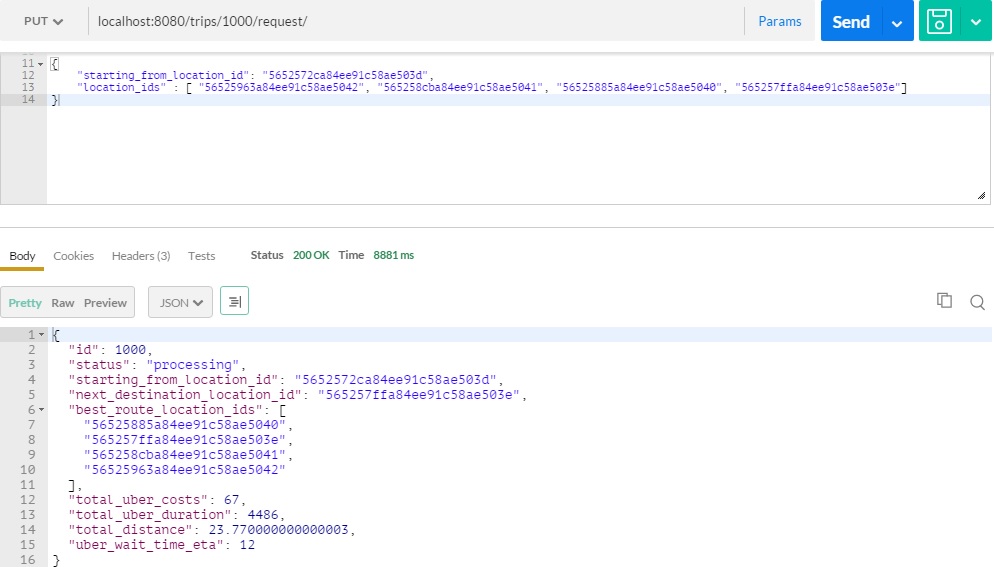 PUT localhost:8080/trips/1000/request/ Params Send
11 {
12 "starting_from_location_id": "5652572ca84ee91c58ae503d",
13 "location_ids" : [ "56525963a84ee91c58ae5042", "565258cba84ee91c58ae5041", "56525885a84ee91c58ae5040", "565257ffa84ee91c58ae503e"]
14 }
Body Cookies Headers (3) Tests Status 200 OK Time 8881 ms
Pretty Raw Preview JSON
1 {
2 "id": 1000,
3 "status": "processing",
4 "starting_from_location_id": "5652572ca84ee91c58ae503d",
5 "next_destination_location_id": "565257ffa84ee91c58ae503e",
6 "best_route_location_ids": [
7 "56525885a84ee91c58ae5040",
8 "565257ffa84ee91c58ae503e",
9 "565258cba84ee91c58ae5041",
10 "56525963a84ee91c58ae5042"
11 ],
12 "total_uber_costs": 67,
13 "total_uber_duration": 4486,
14 "total_distance": 23.770000000000003,
15 "uber_wait_time_eta": 12
16 }